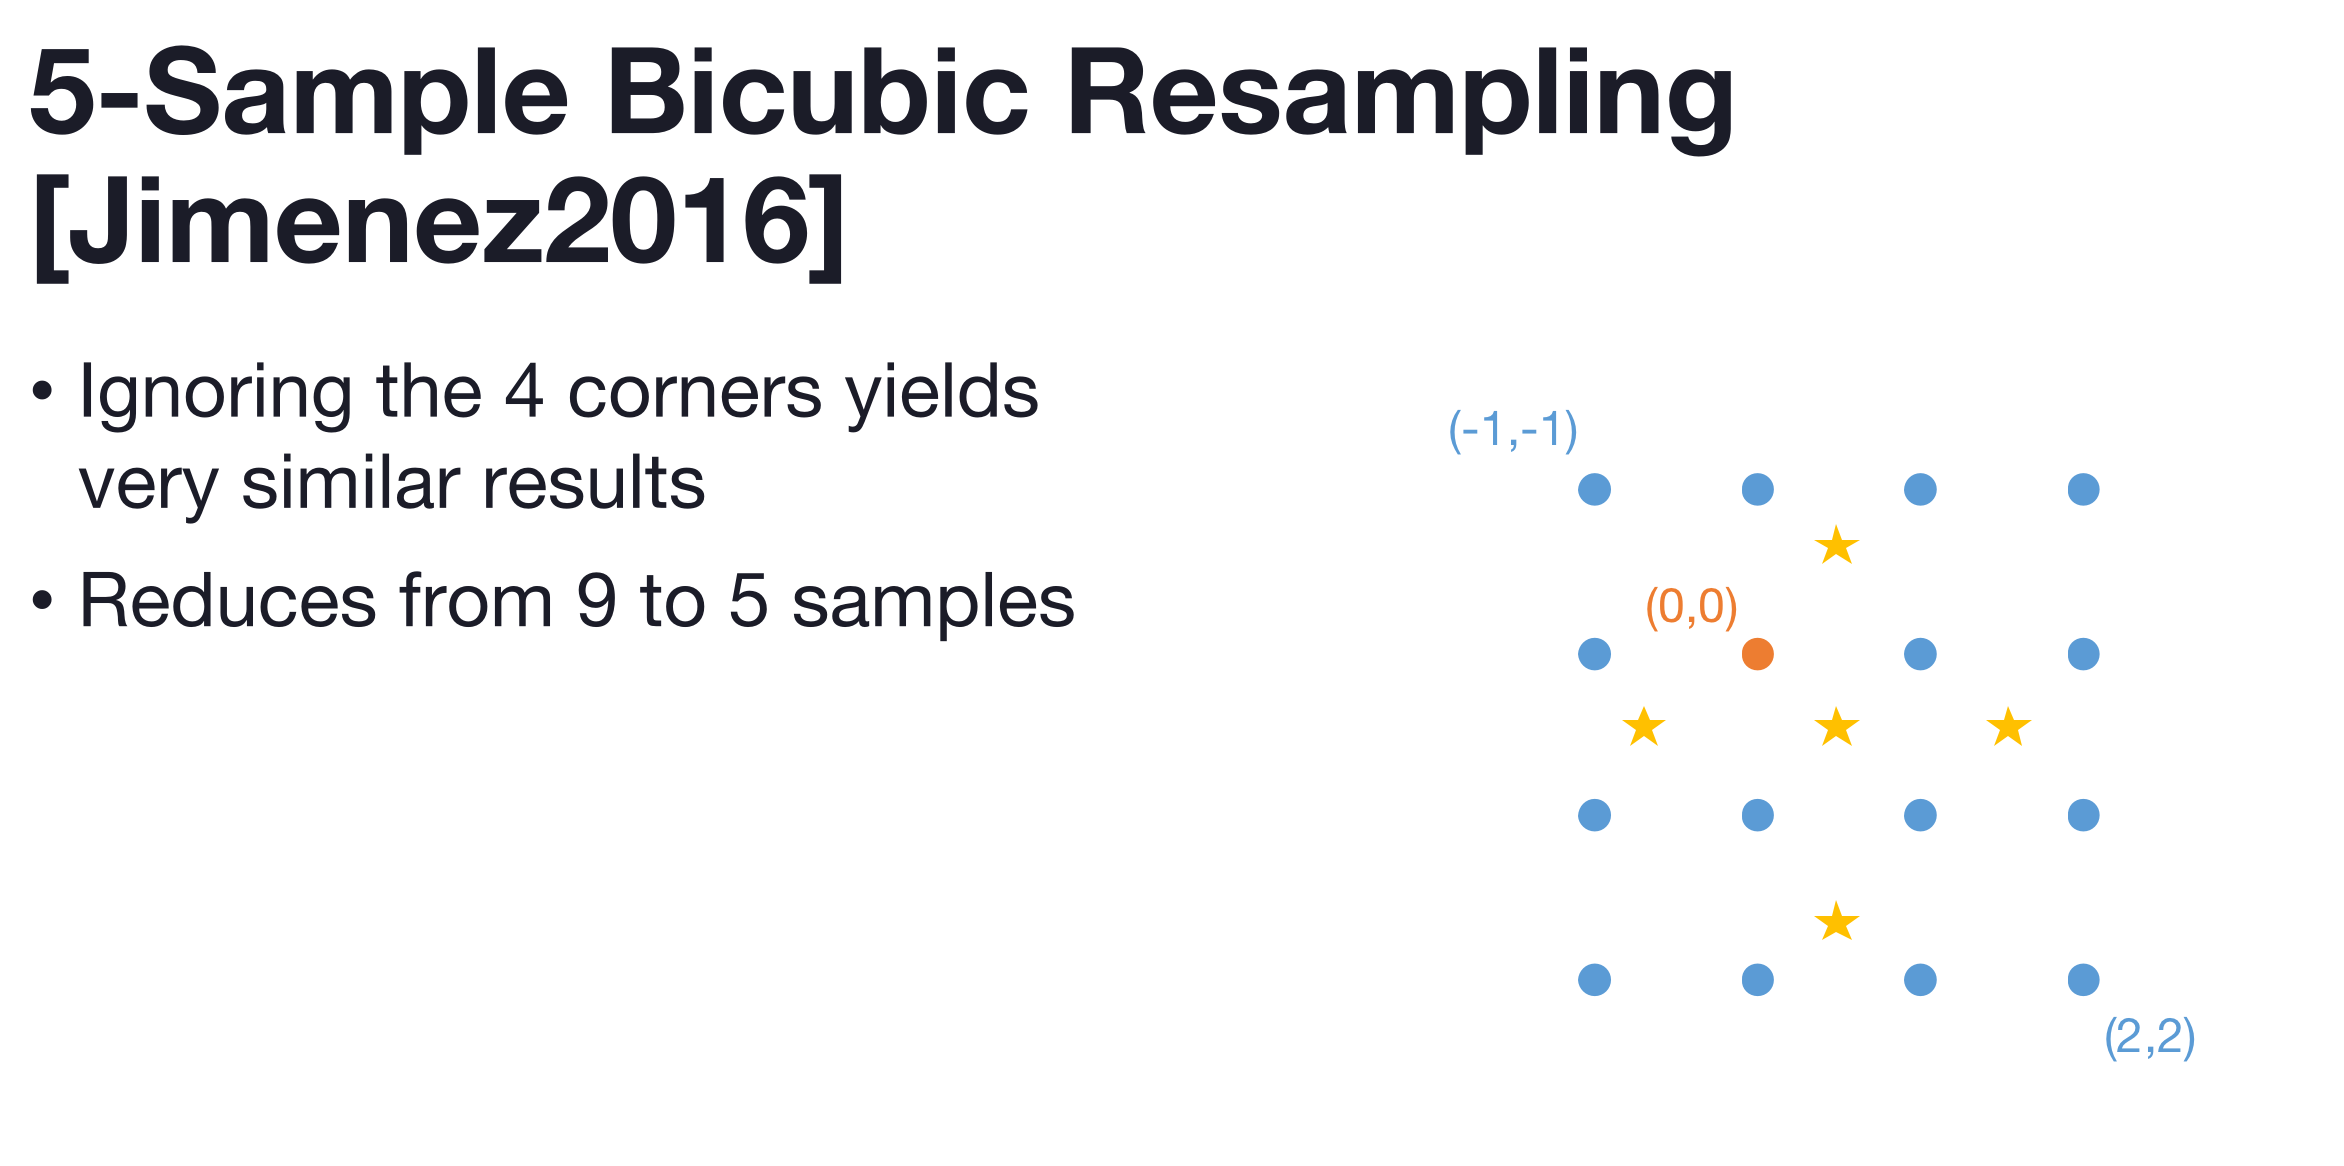 5-Sample Bicubic Resampling
[Jimenez2016]
• Ignoring the 4 corners yields
very similar results
• Reduces from 9 to 5 samples
(-1,-1)
(0,0)
(2,2)